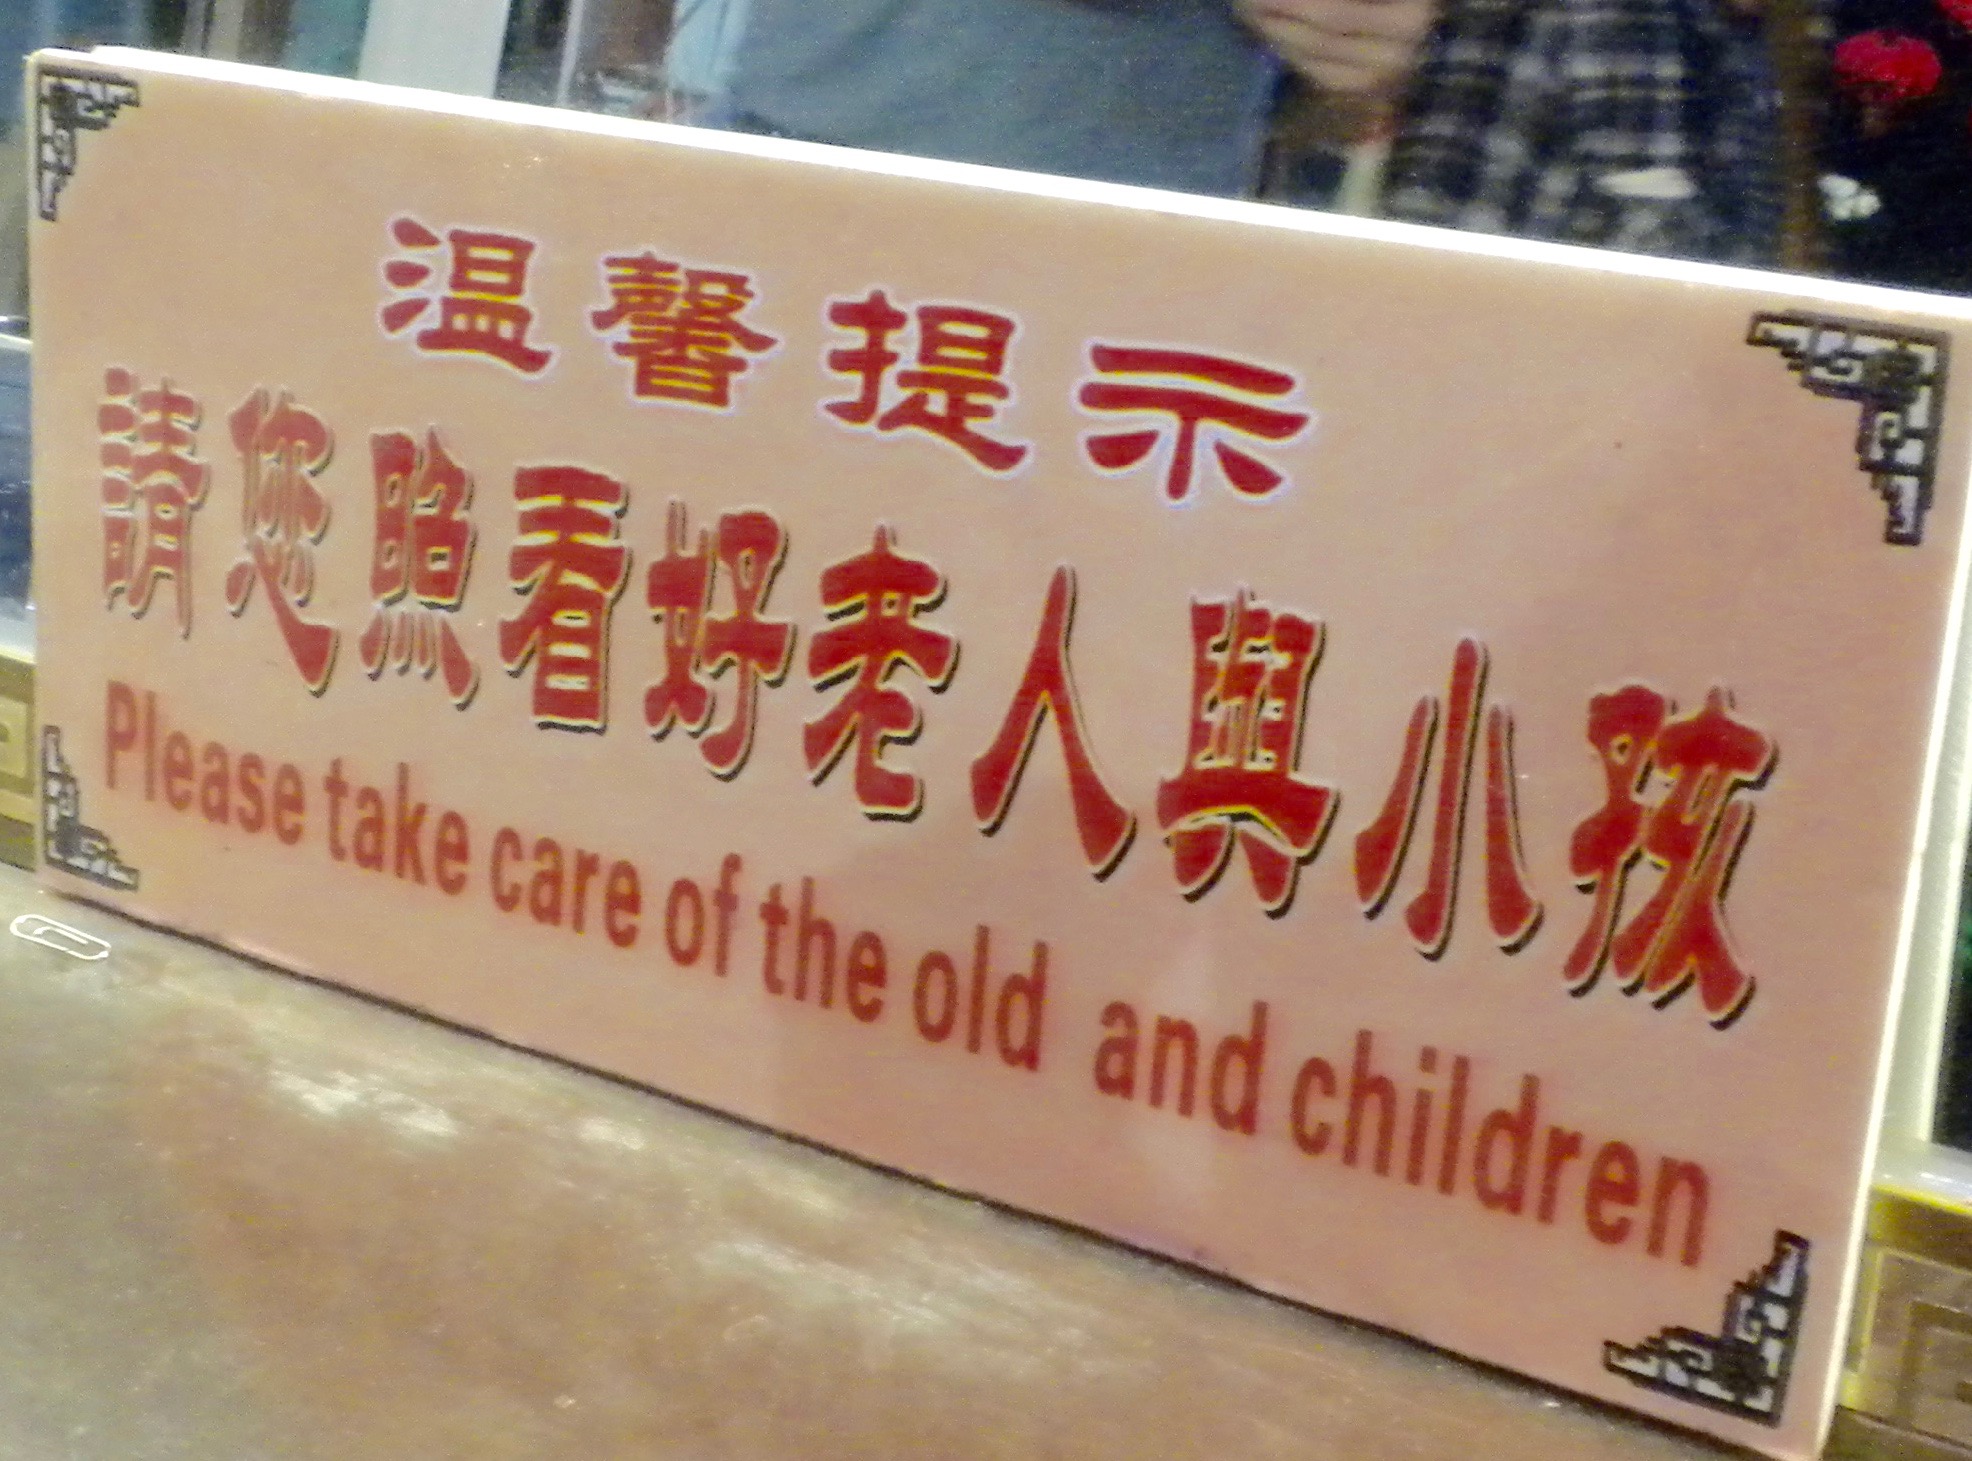 温馨提示
請您照看好老人與小孩
Please take care of the old and children